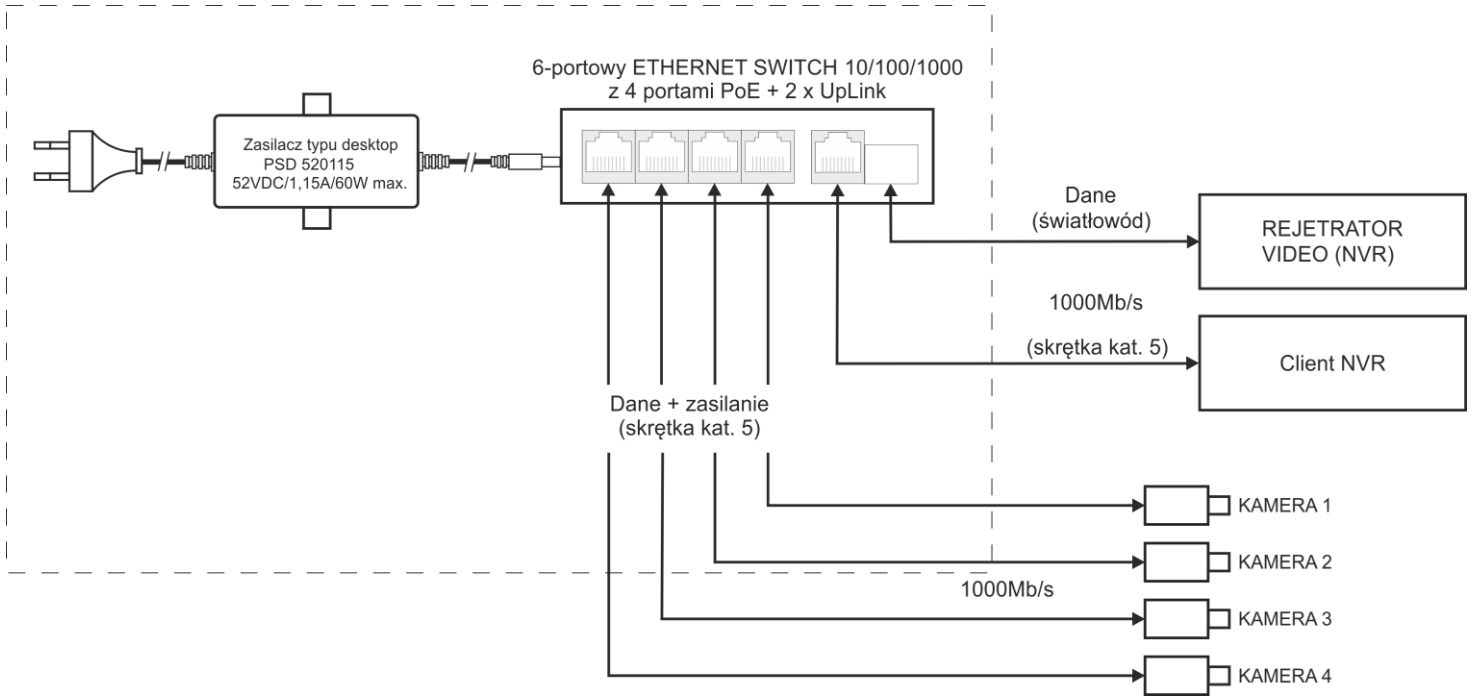 6-portowy ETHERNET SWITCH 10/100/1000
z 4 portami PoE + 2 x UpLink
Zasilacz typu desktop
PSD 520115
52VDC/1,15A/60W max.
Dane
(światłowód)
REJETRATOR
VIDEO (NVR)
1000Mb/s
(skrętka kat. 5)
Client NVR
Dane + zasilanie
(skrętka kat. 5)
KAMERA 1
KAMERA 2
1000Mb/s
KAMERA 3
KAMERA 4